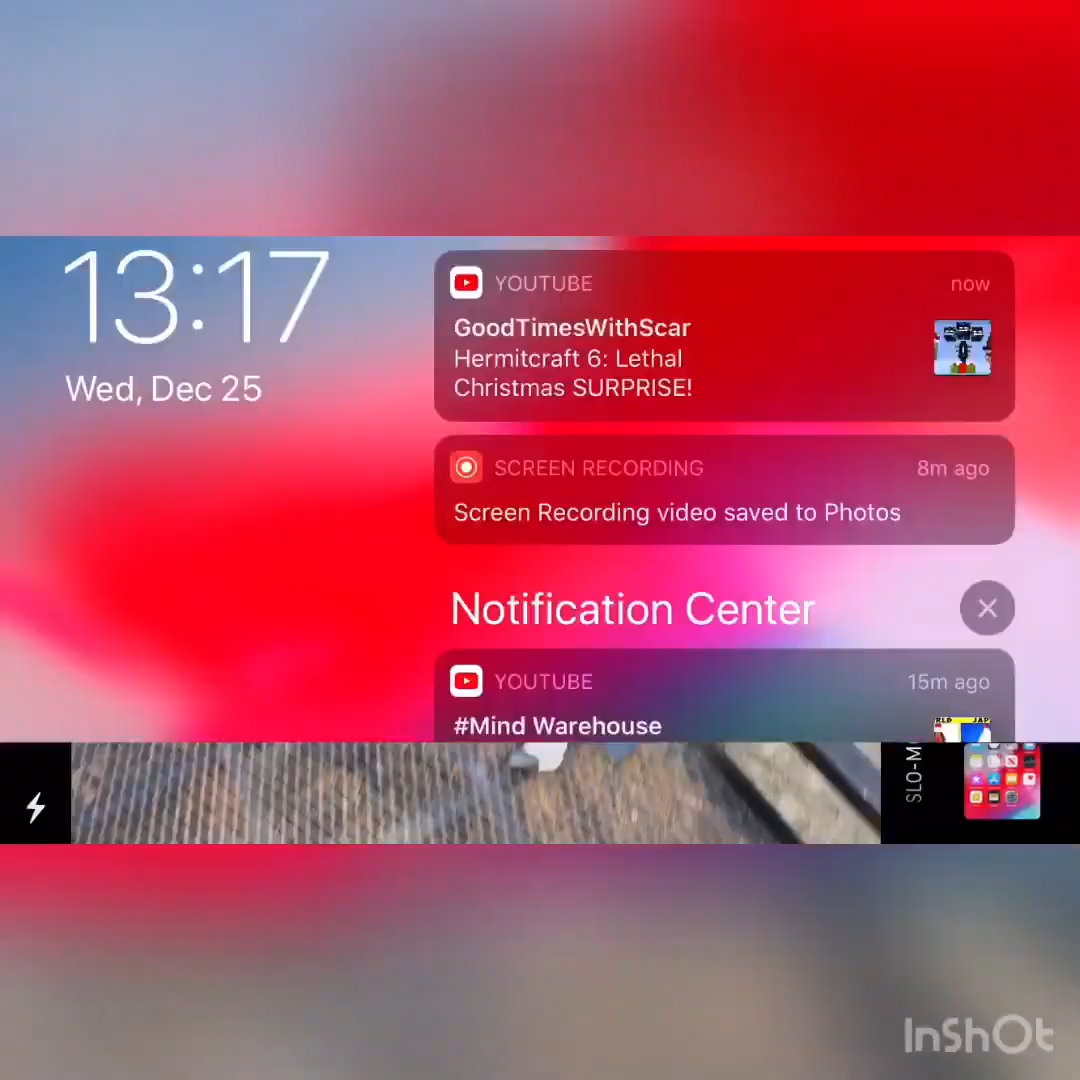 13:17
Wed, Dec 25
YOUTUBE
now
GoodTimesWithScar
Hermitcraft 6: Lethal
Christmas SURPRISE!
SCREEN RECORDING
8m ago
Screen Recording video saved to Photos
Notification Center
YOUTUBE
15m ago
#Mind Warehouse
SLO-M
InShOt